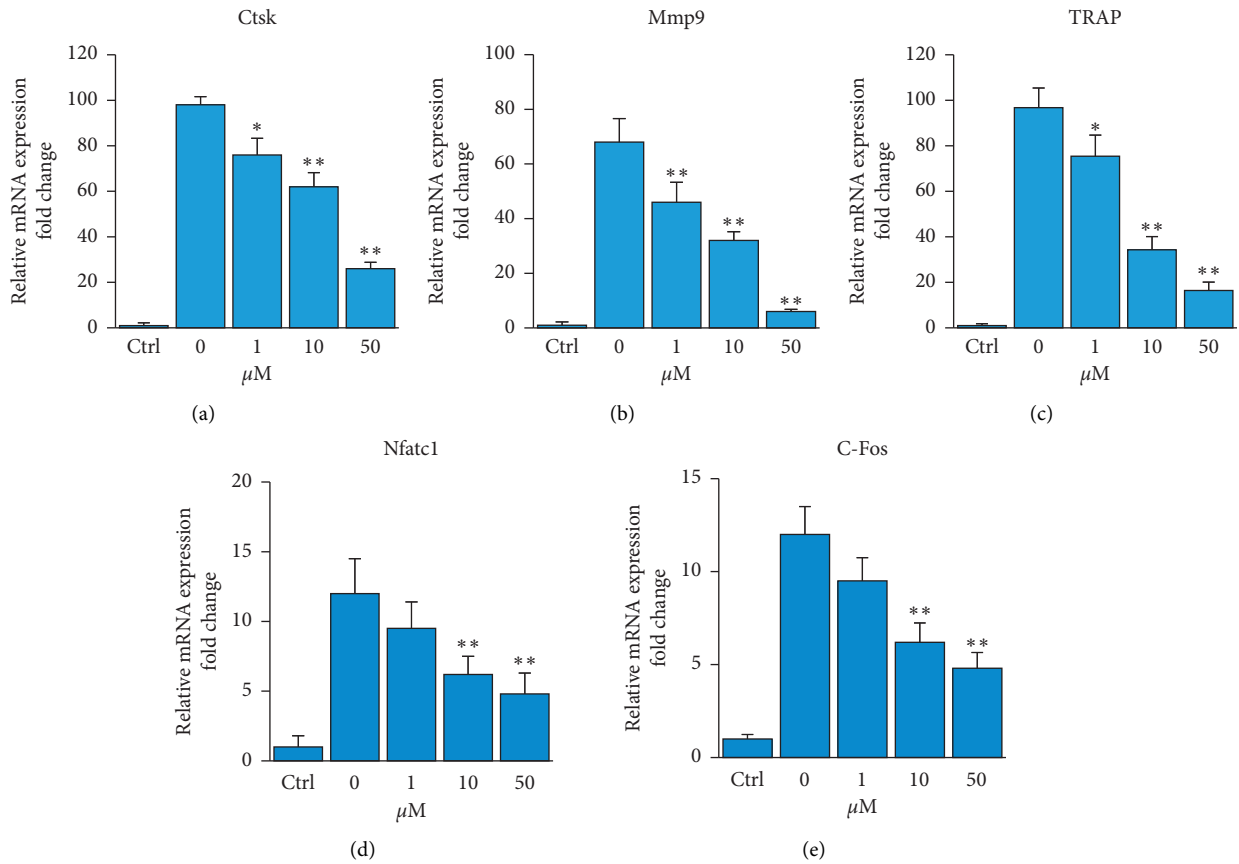 Ctsk
Relative mRNA expression
fold change
120
100
80
60
40
20
0
*
**
**
Ctrl 0 1 10 50
µM
(a)
Mmp9
Relative mRNA expression
fold change
100
80
60
40
20
0
**
**
**
Ctrl 0 1 10 50
µM
(b)
TRAP
Relative mRNA expression
fold change
120
100
80
60
40
20
0
*
**
**
Ctrl 0 1 10 50
µM
(c)
Nfatc1
Relative mRNA expression
fold change
20
15
10
5
0
**
**
Ctrl 0 1 10 50
µM
(d)
C-Fos
Relative mRNA expression
fold change
15
10
5
0
**
**
Ctrl 0 1 10 50
µM
(e)